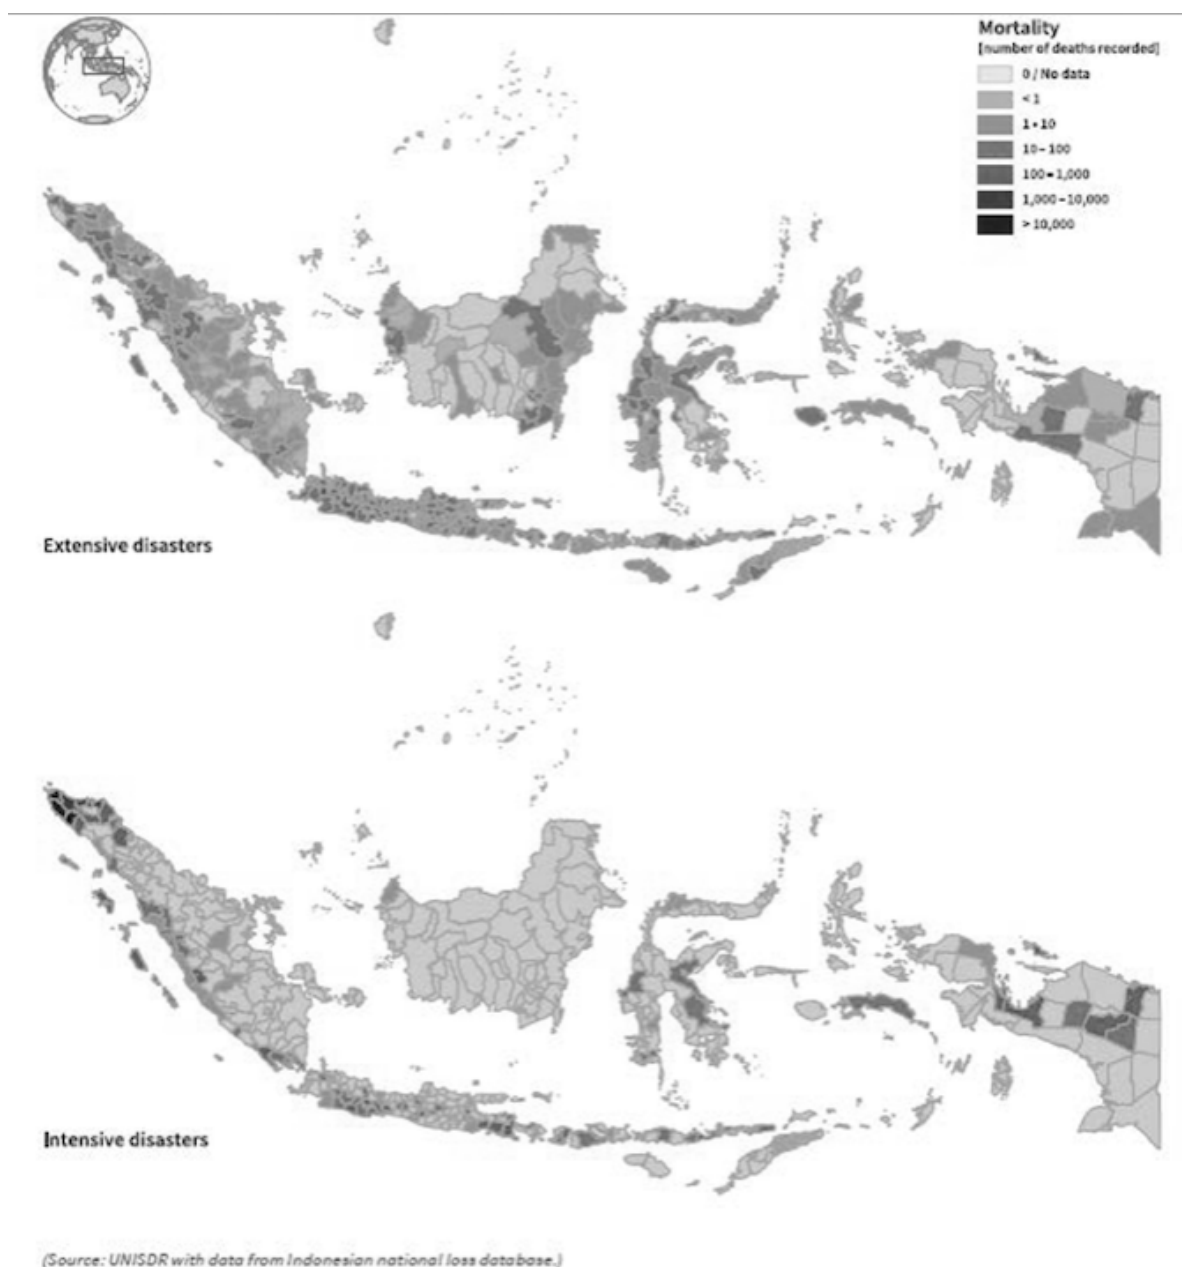 Mortality
[number of deaths recorded]
0 / No data
< 1
1 - 10
10 – 100
100 – 1,000
1,000 – 10,000
> 10,000
Extensive disasters
Intensive disasters
(Source: UNISDR with data from Indonesian national loss database.)